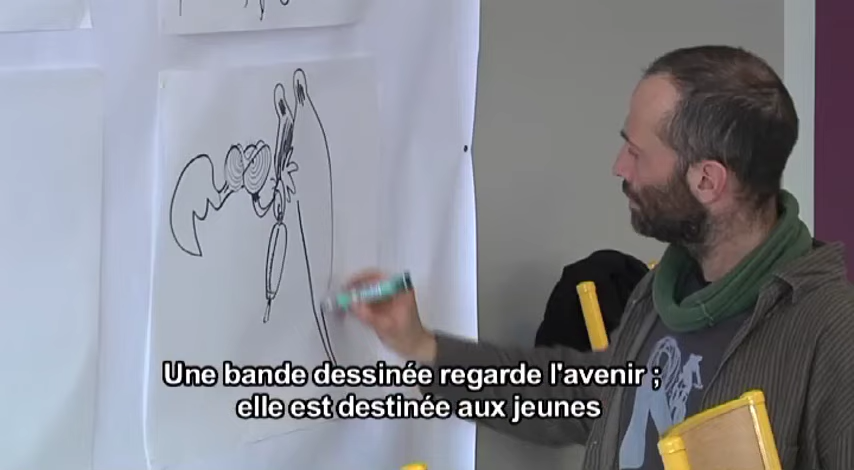 Une bande dessinée regarde l'avenir ;
elle est destinée aux jeunes